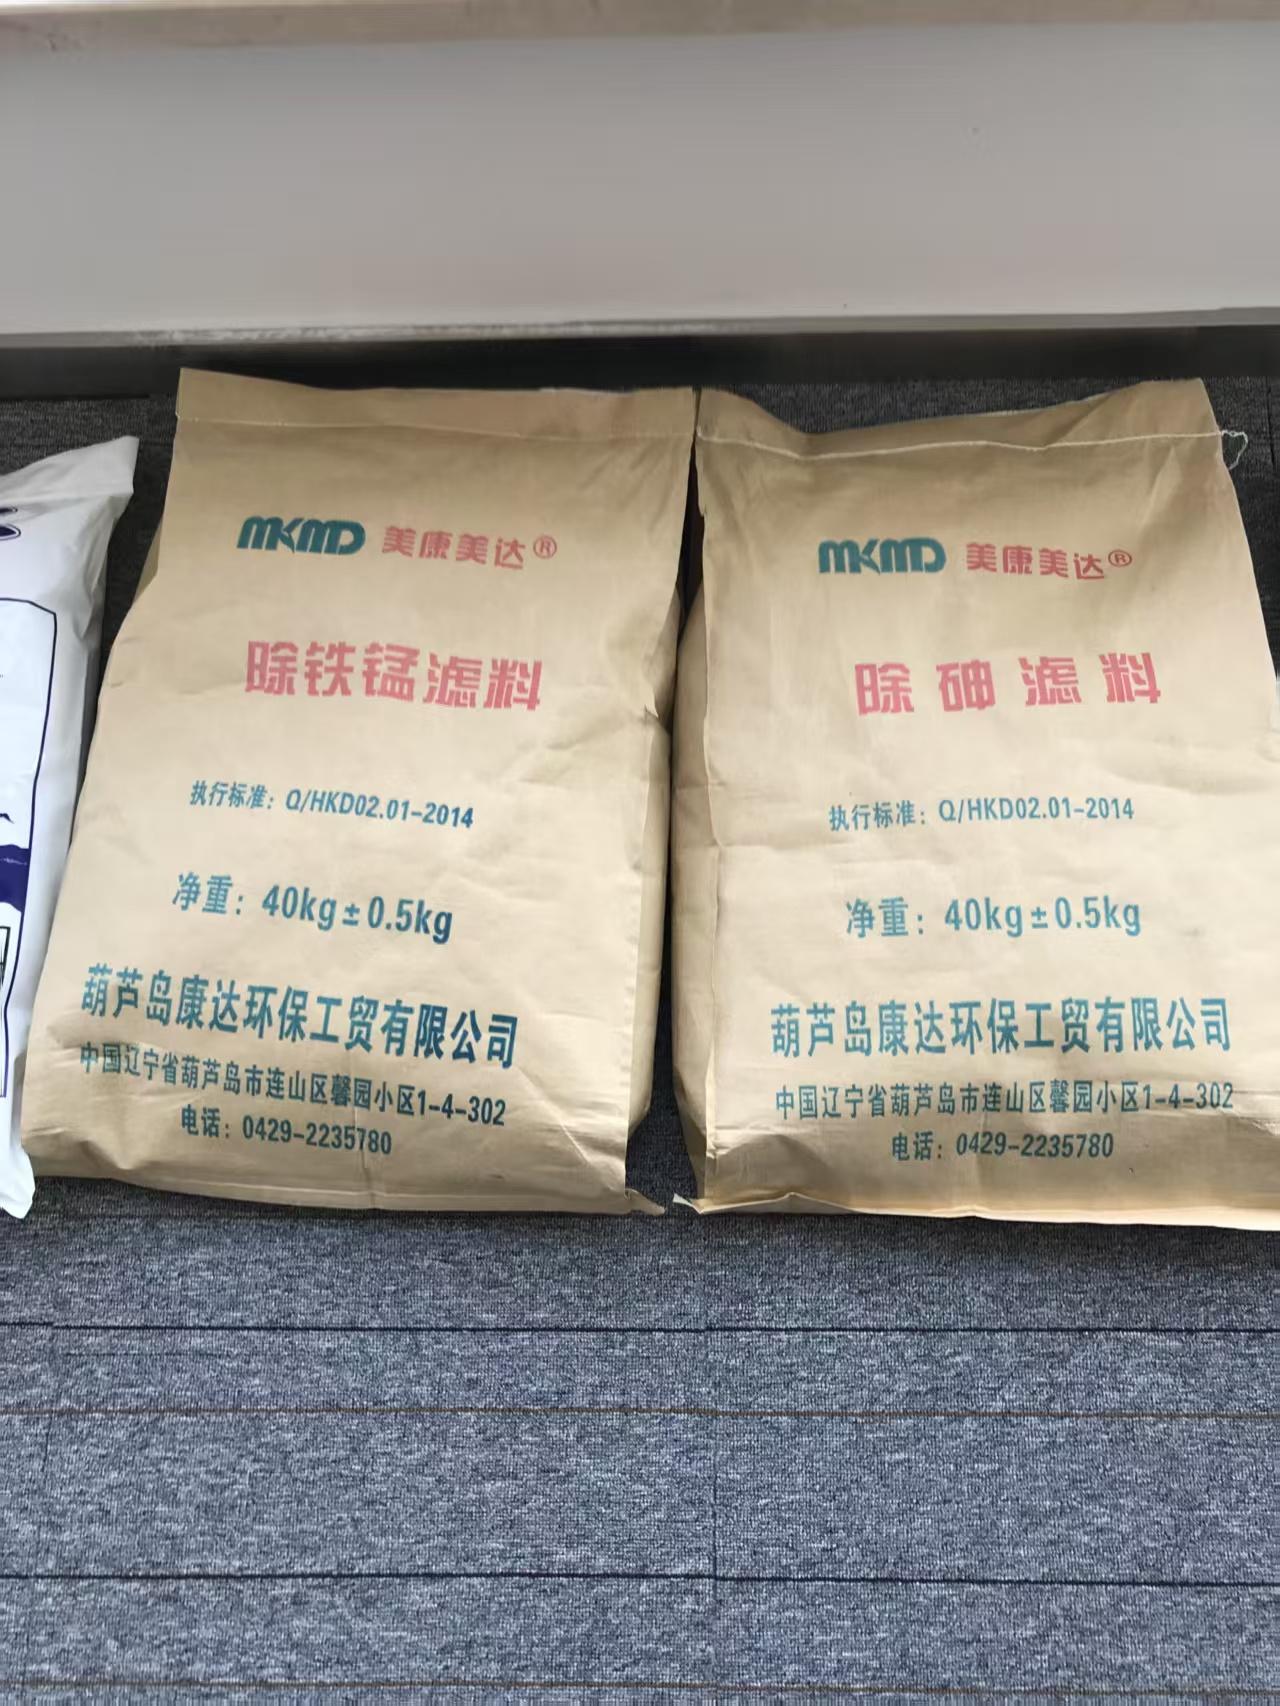 MKMD 美康美达®
除铁锰滤料
执行标准：Q/HKD02.01-2014
净重：40kg±0.5kg
葫芦岛康达环保工贸有限公司
中国辽宁省葫芦岛市连山区馨园小区1-4-302
电话：0429-2235780
MKMD 美康美达®
除砷滤料
执行标准：Q/HKD02.01-2014
净重：40kg±0.5kg
葫芦岛康达环保工贸有限公司
中国辽宁省葫芦岛市连山区馨园小区1-4-302
电话：0429-2235780